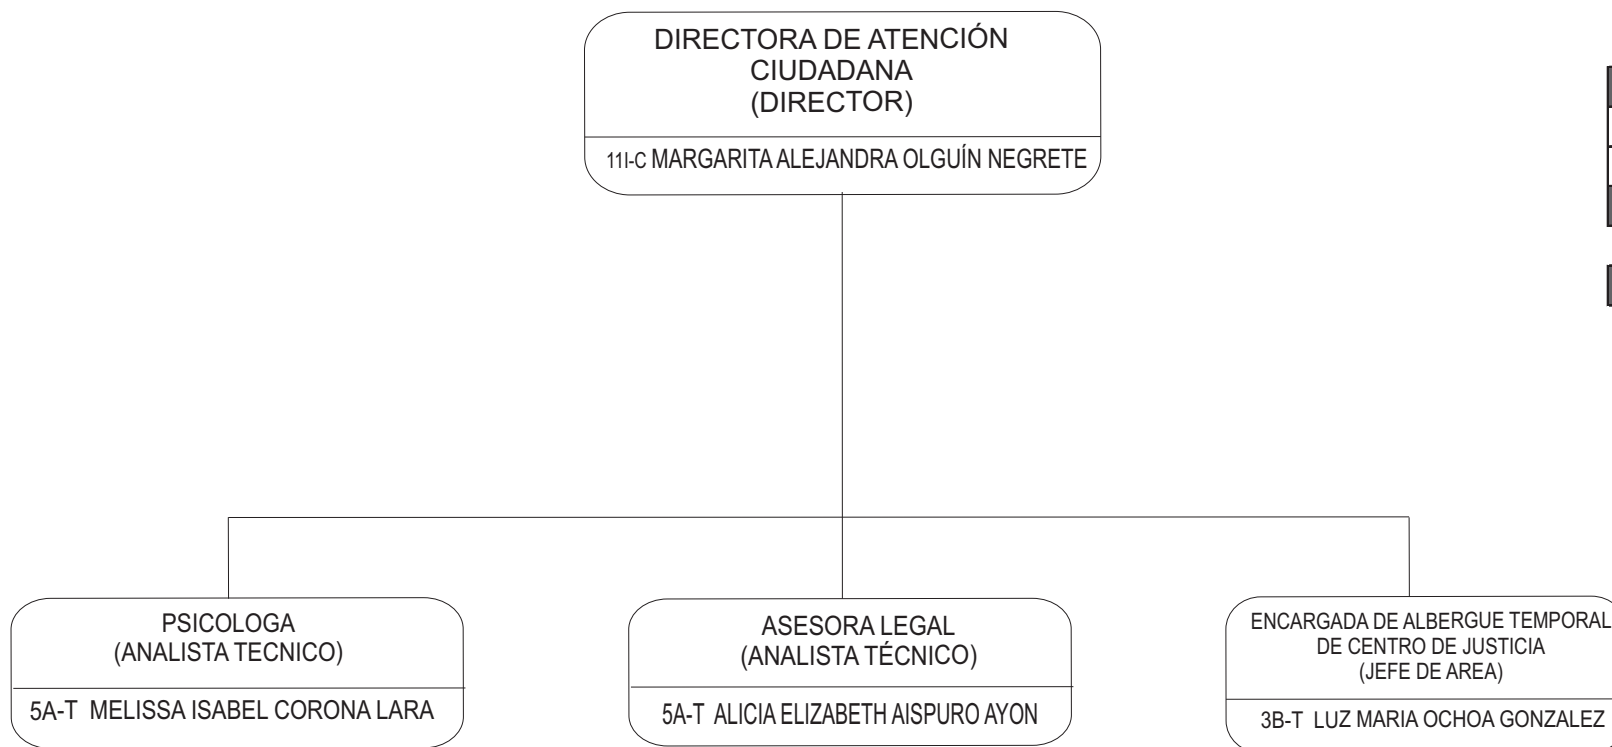 DIRECTORA DE ATENCIÓN
CIUDADANA
(DIRECTOR)
11I-C MARGARITA ALEJANDRA OLGUÍN NEGRETE
PSICOLOGA
(ANALISTA TECNICO)
5A-T MELISSA ISABEL CORONA LARA
ASESORA LEGAL
(ANALISTA TÉCNICO)
5A-T ALICIA ELIZABETH AISPURO AYON
ENCARGADA DE ALBERGUE TEMPORAL
DE CENTRO DE JUSTICIA
(JEFE DE AREA)
3B-T LUZ MARIA OCHOA GONZALEZ